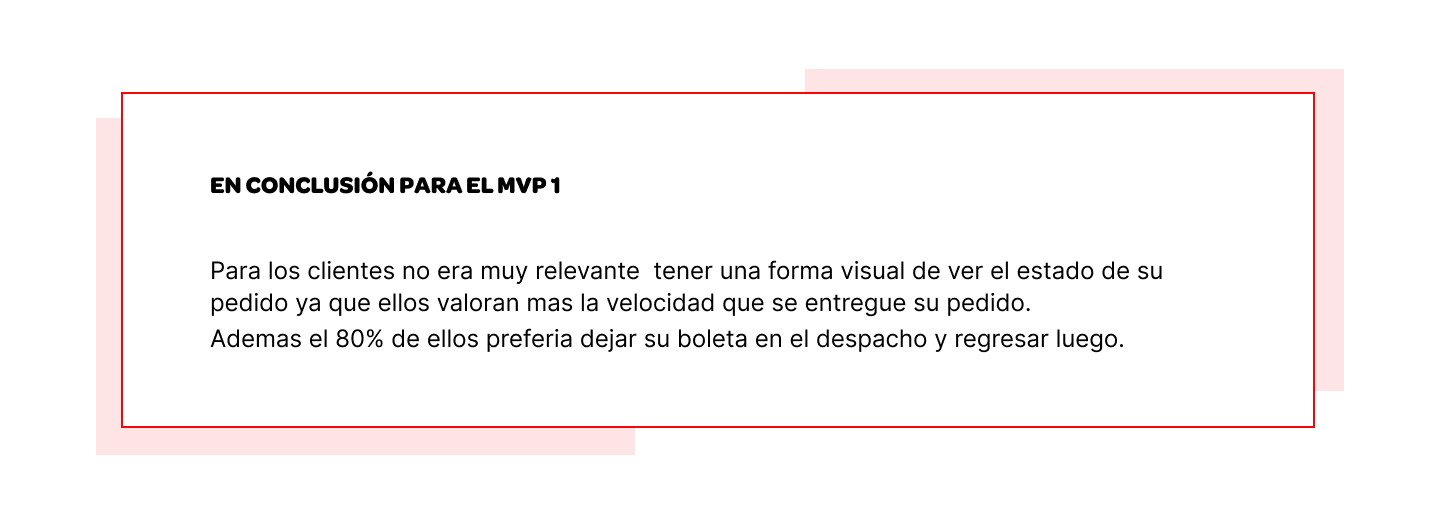 EN CONCLUSIÓN PARA EL MVP 1
Para los clientes no era muy relevante  tener una forma visual de ver el estado de su
pedido ya que ellos valoran mas la velocidad que se entregue su pedido.
Ademas el 80% de ellos preferia dejar su boleta en el despacho y regresar luego.